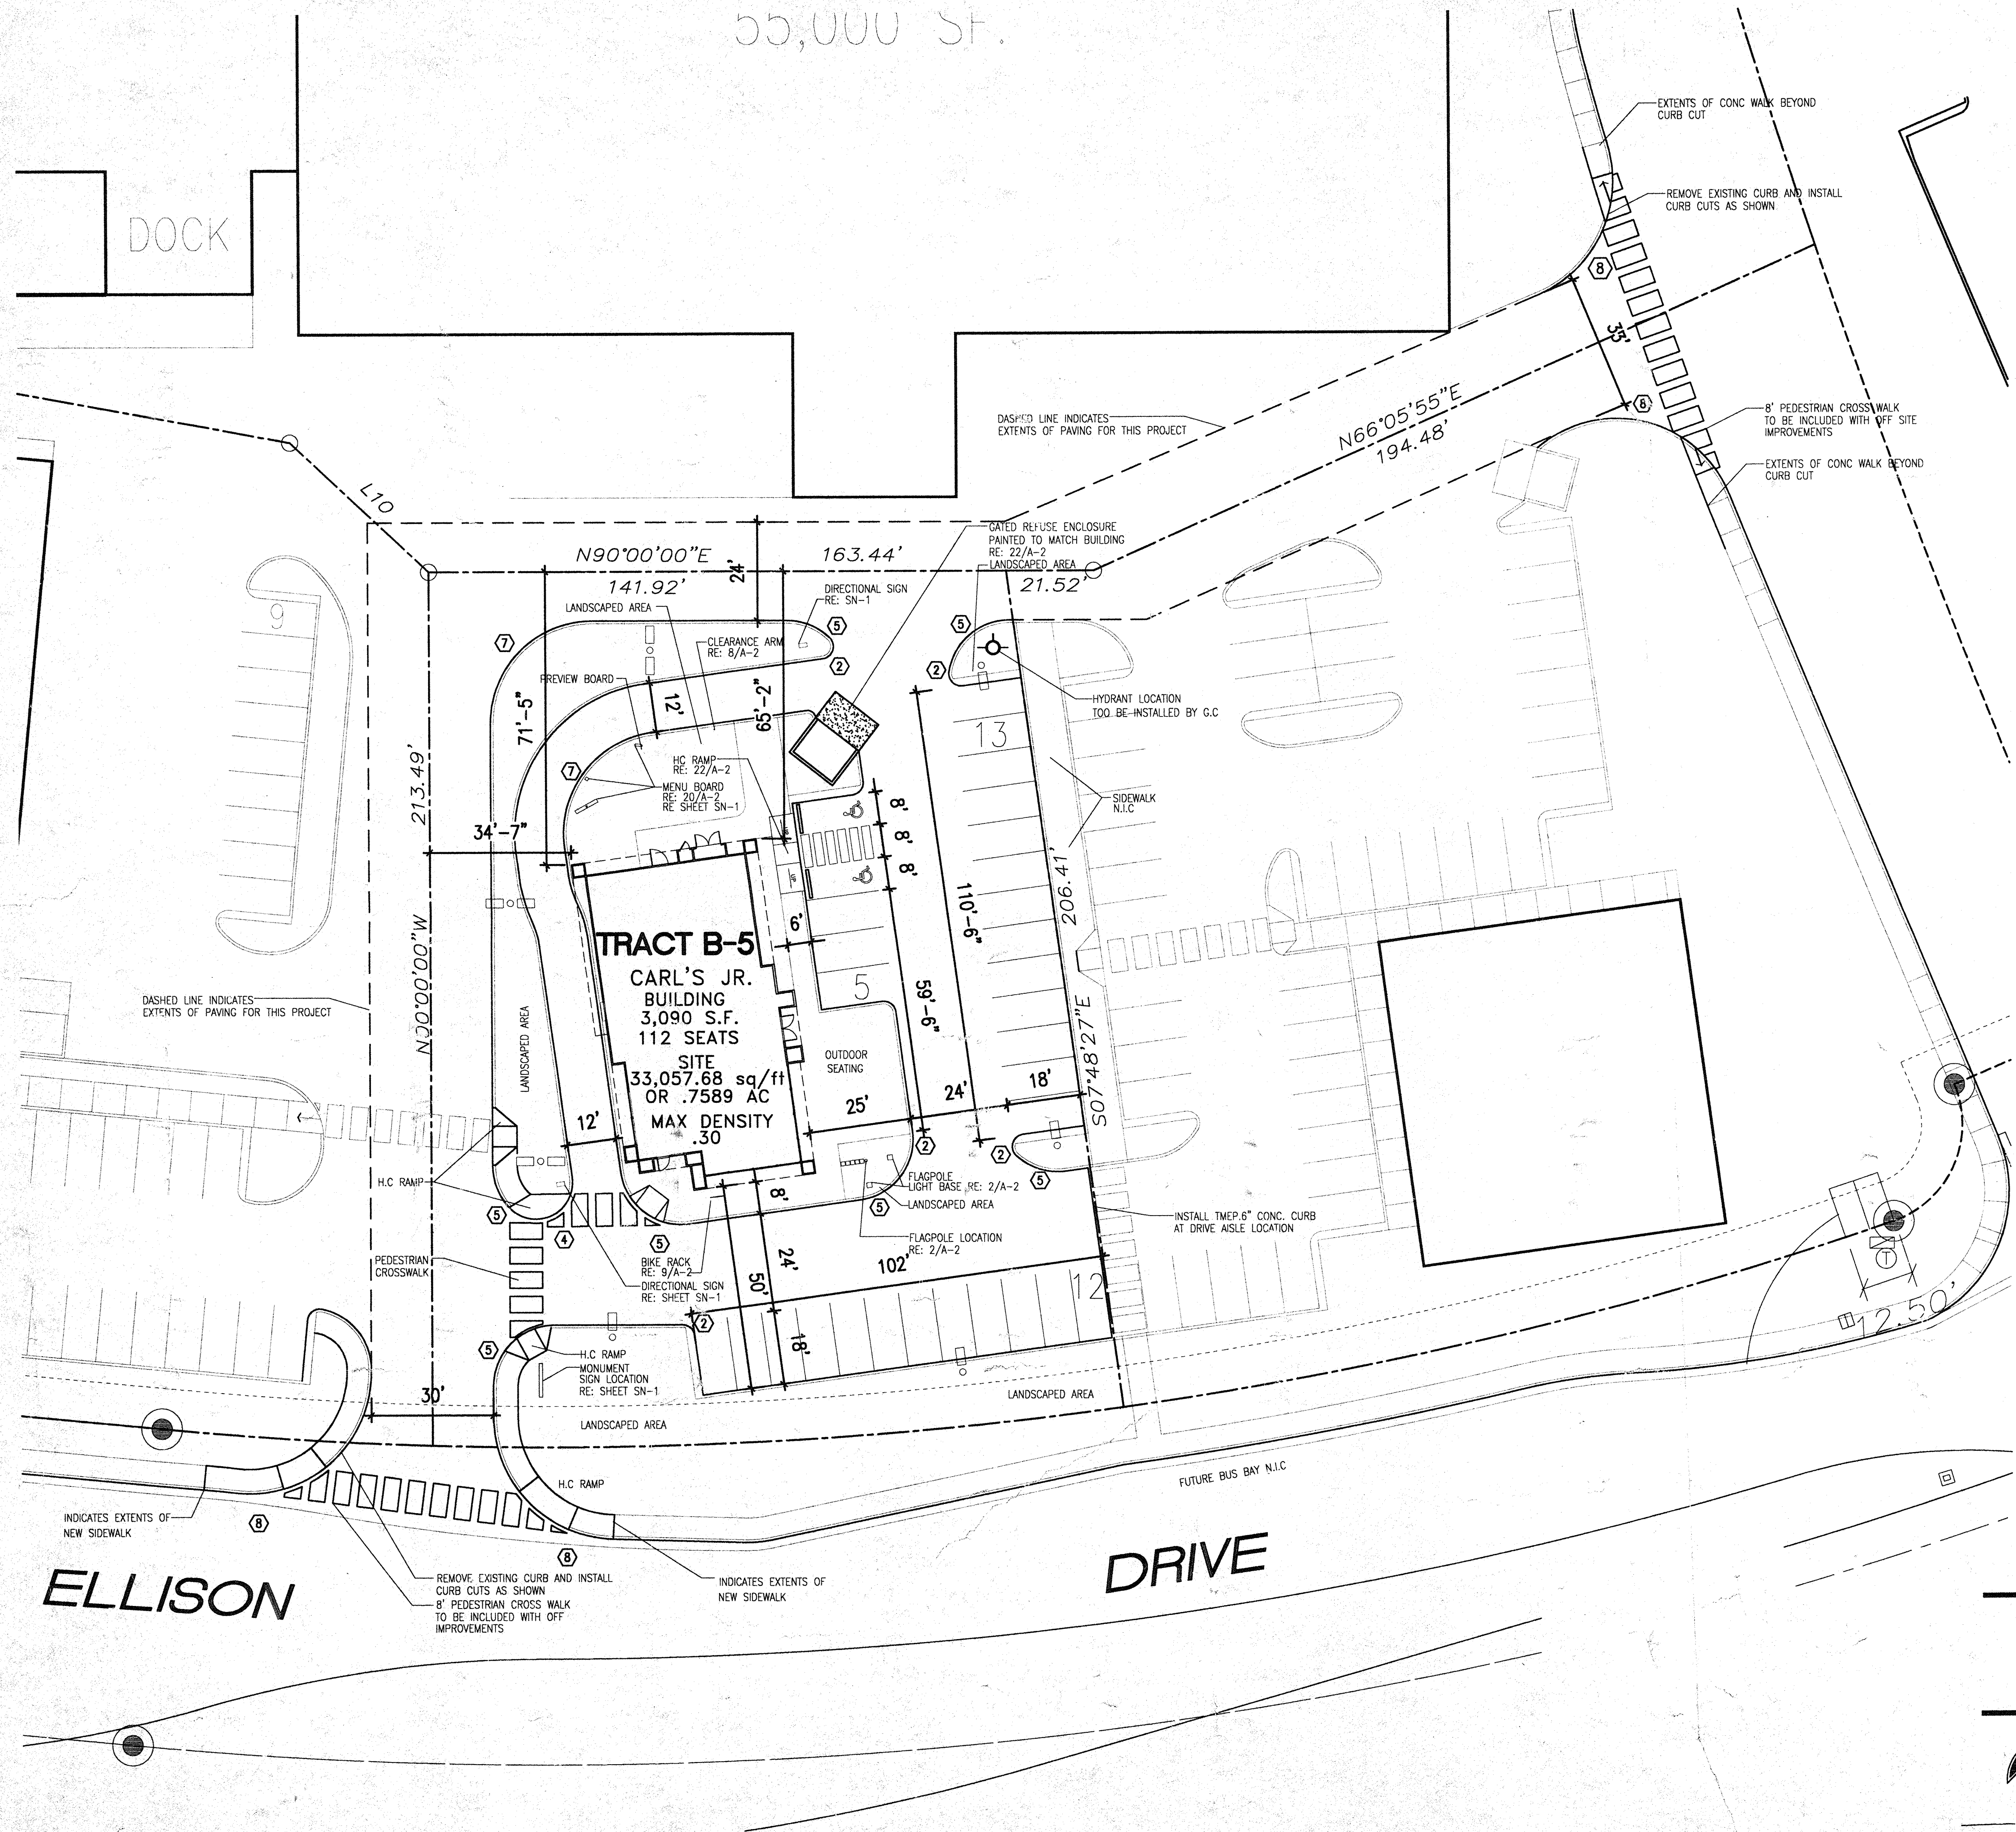 55,000 SF.
EXTENTS OF CONC WALK BEYOND
CURB CUT
DOCK
REMOVE EXISTING CURB AND INSTALL
CURB CUTS AS SHOWN
8
35'
8
8' PEDESTRIAN CROSS WALK
TO BE INCLUDED WITH OFF SITE
IMPROVEMENTS
DASHED LINE INDICATES
EXTENTS OF PAVING FOR THIS PROJECT
N66°05'55"E
194.48'
EXTENTS OF CONC WALK BEYOND
CURB CUT
L10
GATED REFUSE ENCLOSURE
PAINTED TO MATCH BUILDING
RE: 22/A-2
LANDSCAPED AREA
N90°00'00"E
163.44'
141.92'
24'
21.52'
DIRECTIONAL SIGN
RE: SN-1
LANDSCAPED AREA
9
7
5
5
CLEARANCE ARM
RE: 8/A-2
2
2
PREVIEW BOARD
12'
71'-5"
65'-2"
HYDRANT LOCATION
TOO BE INSTALLED BY G.C
13
HC RAMP
RE: 22/A-2
7
MENU BOARD
RE: 20/A-2
RE SHEET SN-1
213.49'
34'-7"
8'
8'
8'
UP
UP
SIDEWALK
N.I.C
206.41'
110'-6"
6'
N00°00'00"W
TRACT B-5
CARL'S JR.
BUILDING
3,090 S.F.
112 SEATS
SITE
33,057.68 sq/ft
OR .7589 AC
MAX DENSITY
.30
5
59'-6"
DASHED LINE INDICATES
EXTENTS OF PAVING FOR THIS PROJECT
LANDSCAPED AREA
OUTDOOR
SEATING
S07°48'27"E
25'
24'
18'
12'
2
2
5
H.C RAMP
FLAGPOLE
LIGHT BASE RE: 2/A-2
LANDSCAPED AREA
8'
5
5
4
5
INSTALL TMEP.6" CONC. CURB
AT DRIVE AISLE LOCATION
FLAGPOLE LOCATION
RE: 2/A-2
PEDESTRIAN
CROSSWALK
BIKE RACK
RE: 9/A-2
DIRECTIONAL SIGN
RE: SHEET SN-1
24'
50'
102'
12
T
12.50'
2
18'
5
H.C RAMP
MONUMENT
SIGN LOCATION
RE: SHEET SN-1
30'
LANDSCAPED AREA
LANDSCAPED AREA
H.C RAMP
FUTURE BUS BAY N.I.C
INDICATES EXTENTS OF
NEW SIDEWALK
8
8
REMOVE EXISTING CURB AND INSTALL
CURB CUTS AS SHOWN
8' PEDESTRIAN CROSS WALK
TO BE INCLUDED WITH OFF
IMPROVEMENTS
INDICATES EXTENTS OF
NEW SIDEWALK
ELLISON
DRIVE